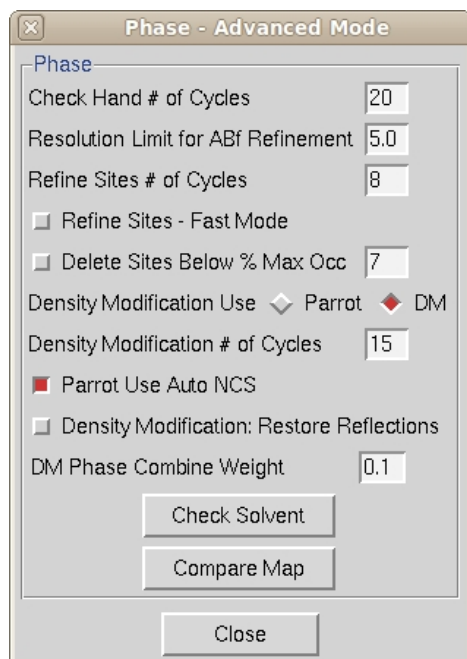 Phase - Advanced Mode
Phase
Check Hand # of Cycles 20
Resolution Limit for ABf Refinement 5.0
Refine Sites # of Cycles 8
Refine Sites - Fast Mode
Delete Sites Below % Max Occ 7
Density Modification Use Parrot DM
Density Modification # of Cycles 15
Parrot Use Auto NCS
Density Modification: Restore Reflections
DM Phase Combine Weight 0.1
Check Solvent
Compare Map
Close